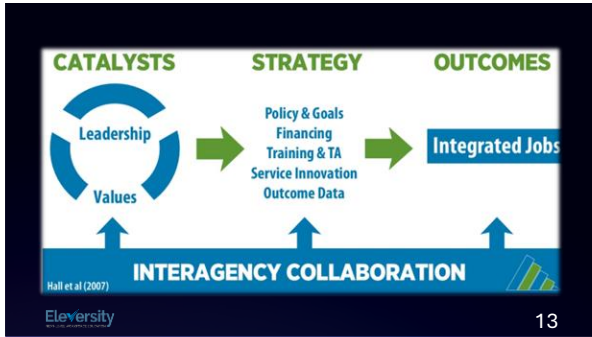 CATALYSTS
STRATEGY
OUTCOMES
Leadership
Values
Policy & Goals
Financing
Training & TA
Service Innovation
Outcome Data
Integrated Jobs
INTERAGENCY COLLABORATION
Hall et al (2007)
Eleversity
13